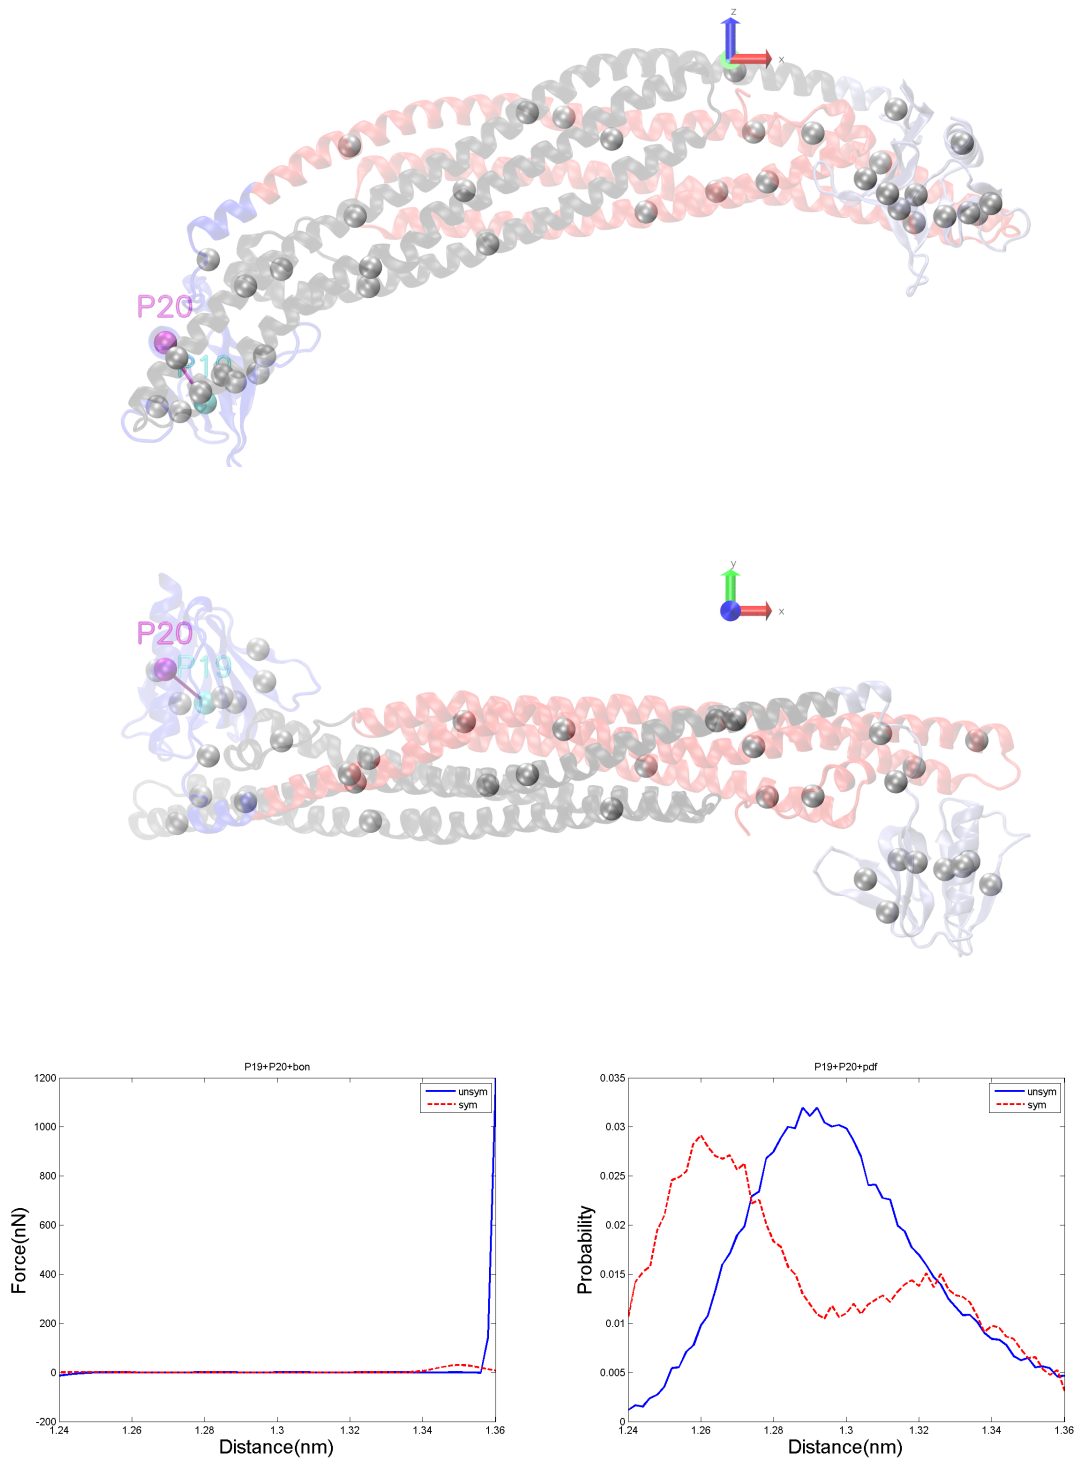 z
x
P20
P19
y
x
P20
P19
P19+P20+bon
1200
1000
800
600
400
200
0
-200
1.24
1.26
1.28
1.3
1.32
1.34
1.36
Force(nN)
Distance(nm)
unsym
sym
P19+P20+pdf
0.035
0.03
0.025
0.02
0.015
0.01
0.005
0
1.24
1.26
1.28
1.3
1.32
1.34
1.36
Probability
Distance(nm)
unsym
sym